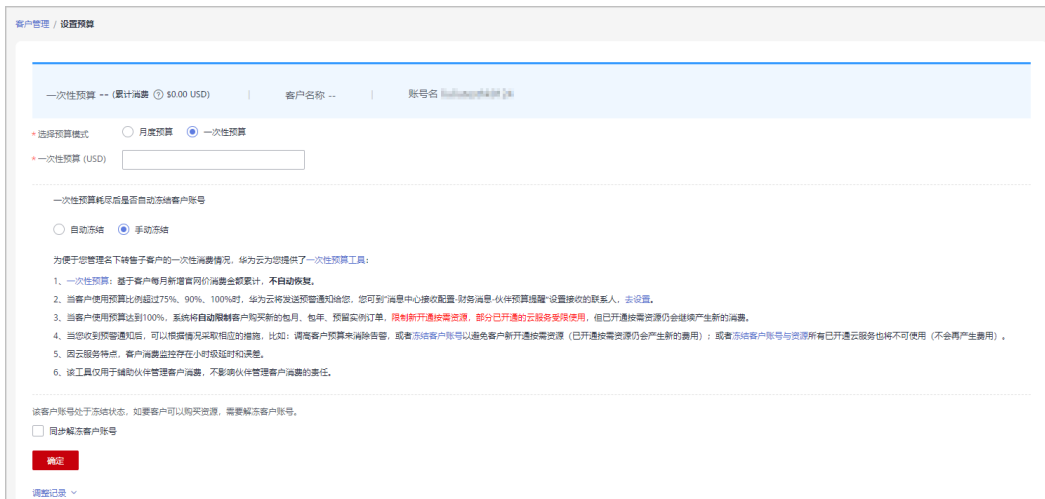 客户管理 / 设置预算
一次性预算 -- (累计消费 ? $0.00 USD) 客户名称 -- 账号名
* 选择预算模式 月度预算 一次性预算
* 一次性预算 (USD)
一次性预算耗尽后是否自动冻结客户账号
自动冻结 手动冻结
为便于您管理名下转售子客户的一次性消费情况，华为云为您提供了一次性预算工具：
1、一次性预算：基于客户每月新增官网价消费金额累计，不自动恢复。
2、当客户使用预算比例超过75%、90%、100%时，华为云将发送预警通知给您，您可到"消息中心接收配置-财务消息-伙伴预算提醒"设置接收的联系人，去设置。
3、当客户使用预算达到100%，系统将自动限制客户购买新的包月、包年、预留实例订单，限制新开通按需资源，部分已开通的云服务受限使用，但已开通按需资源仍会继续产生新的消费。
4、当您收到预警通知后，可以根据情况采取相应的措施，比如：调高客户预算来消除告警，或者冻结客户账号以避免客户新开通按需资源（已开通按需资源仍会产生新的费用）；或者冻结客户账号与资源所有已开通云服务也将不可使用（不会再产生费用）。
5、因云服务特点，客户消费监控存在小时级延时和误差。
6、该工具仅用于辅助伙伴管理客户消费，不影响伙伴管理客户消费的责任。
该客户账号处于冻结状态，如要客户可以购买资源，需要解冻客户账号。
同步解冻客户账号
确定
调整记录